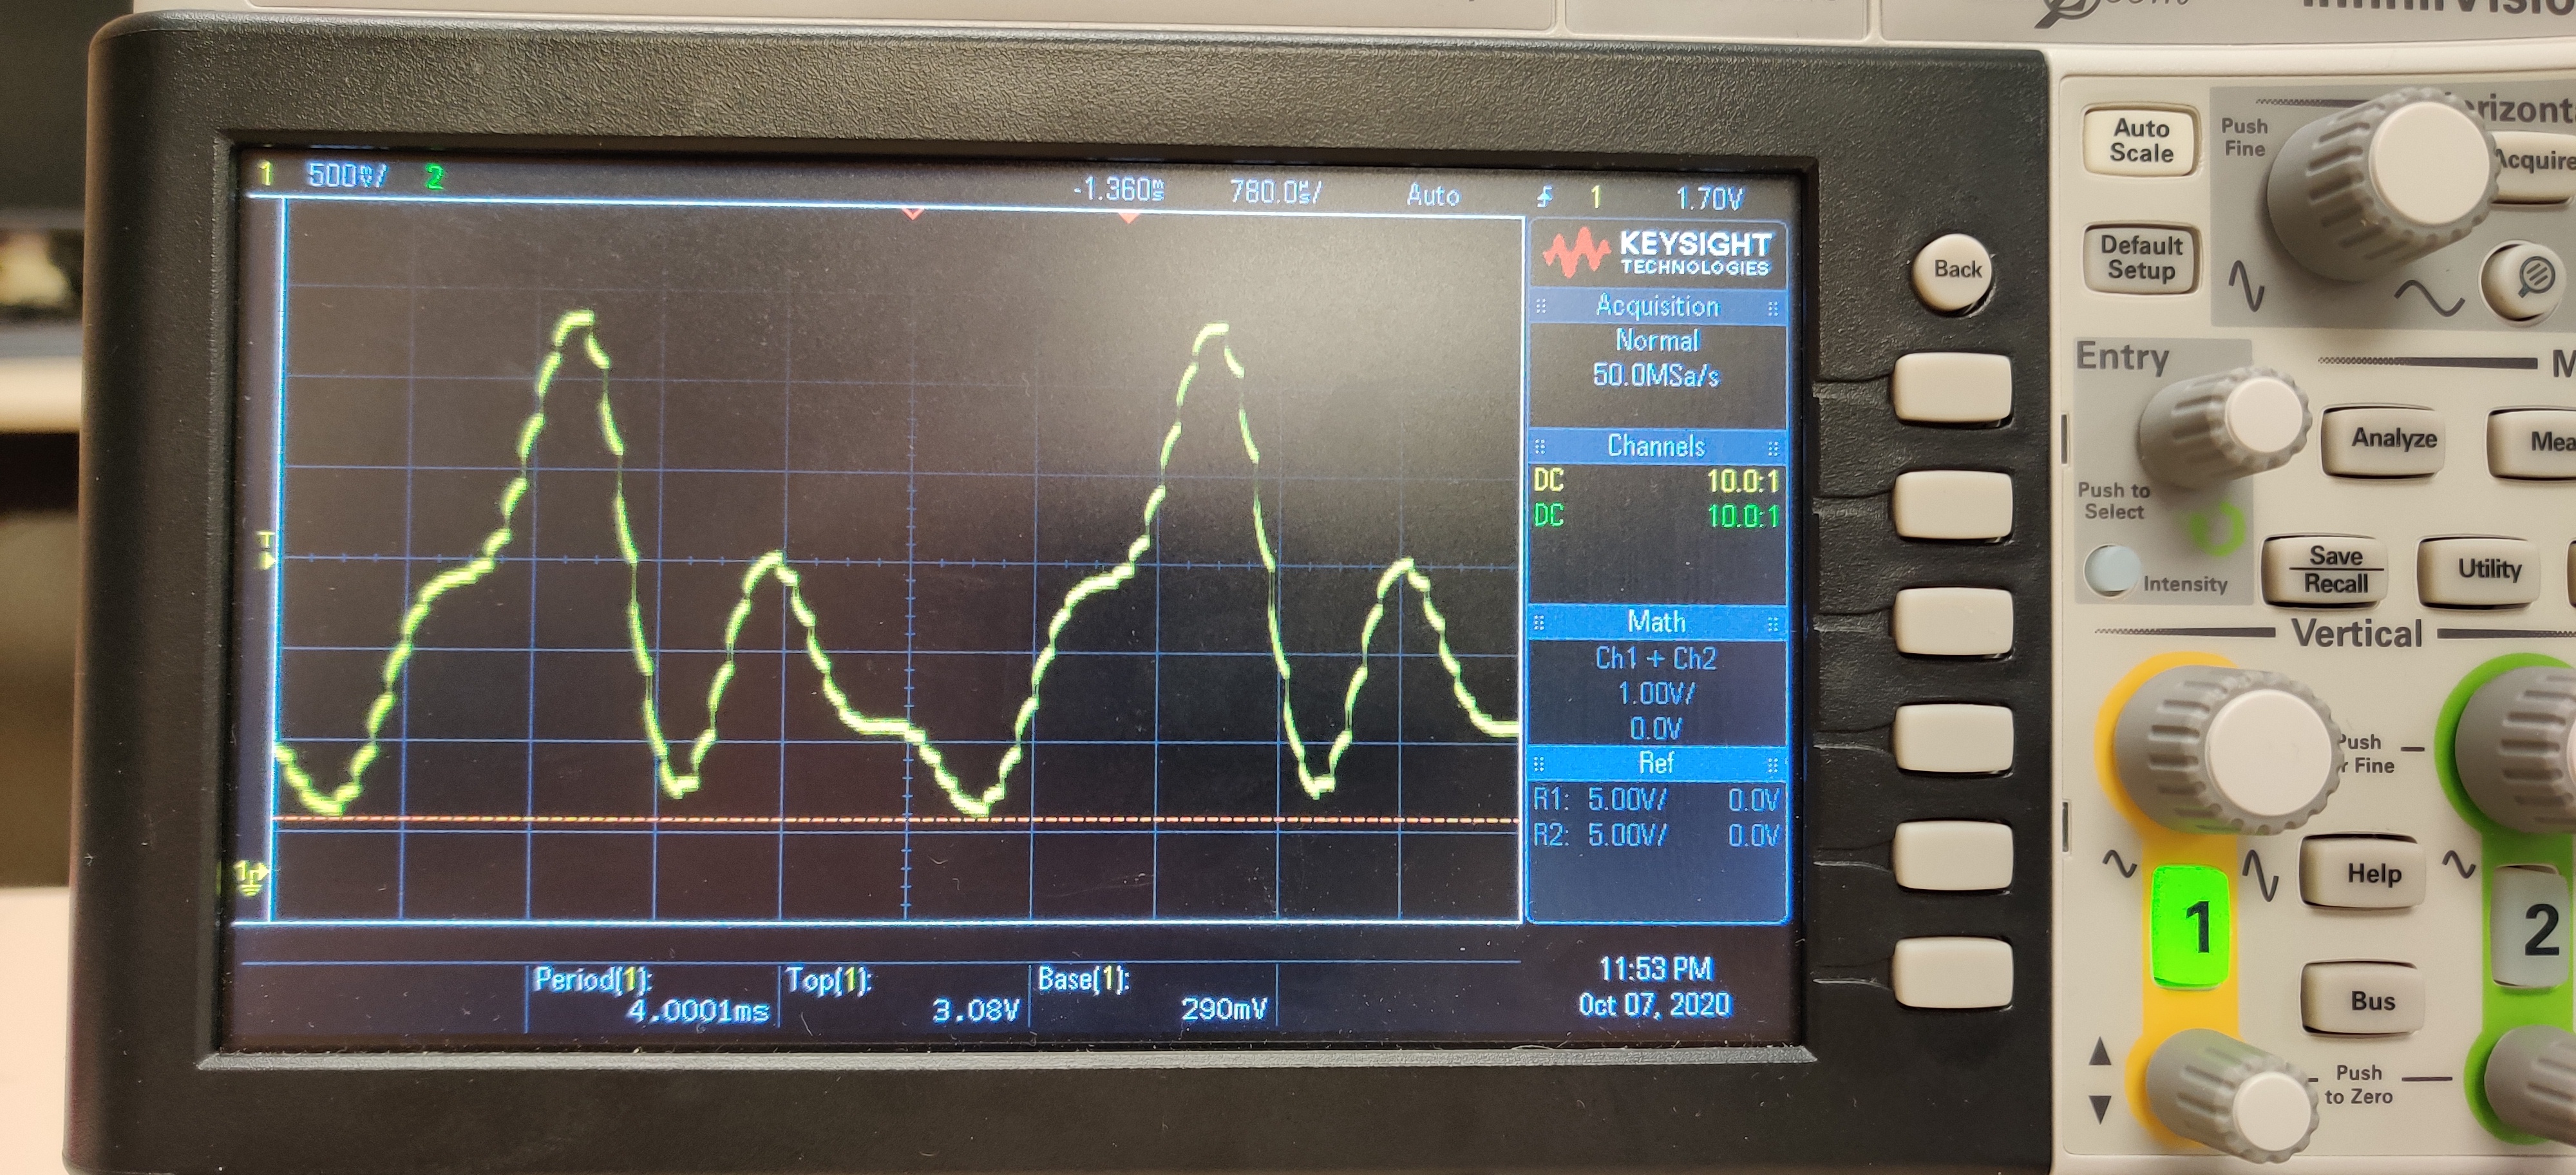 1 500mV/ 2 -1.360ms 780.0µs/ Auto 1 1.70V
KEYSIGHT
TECHNOLOGIES
Acquisition
Normal
50.0MSa/s
Channels
DC 10.0:1
DC 10.0:1
Math
Ch1 + Ch2
1.00V/
0.0V
Ref
R1: 5.00V/ 0.0V
R2: 5.00V/ 0.0V
T
1
Period(1):
4.0001ms
Top(1):
3.08V
Base(1):
290mV
11:53 PM
Oct 07, 2020
Back
Auto
Scale
Default
Setup
Push
Fine
Acquire
Entry
Push to
Select
Intensity
Analyze
Save
Recall
Utility
Vertical
Push
Fine
1
Help
2
Bus
Push
to Zero